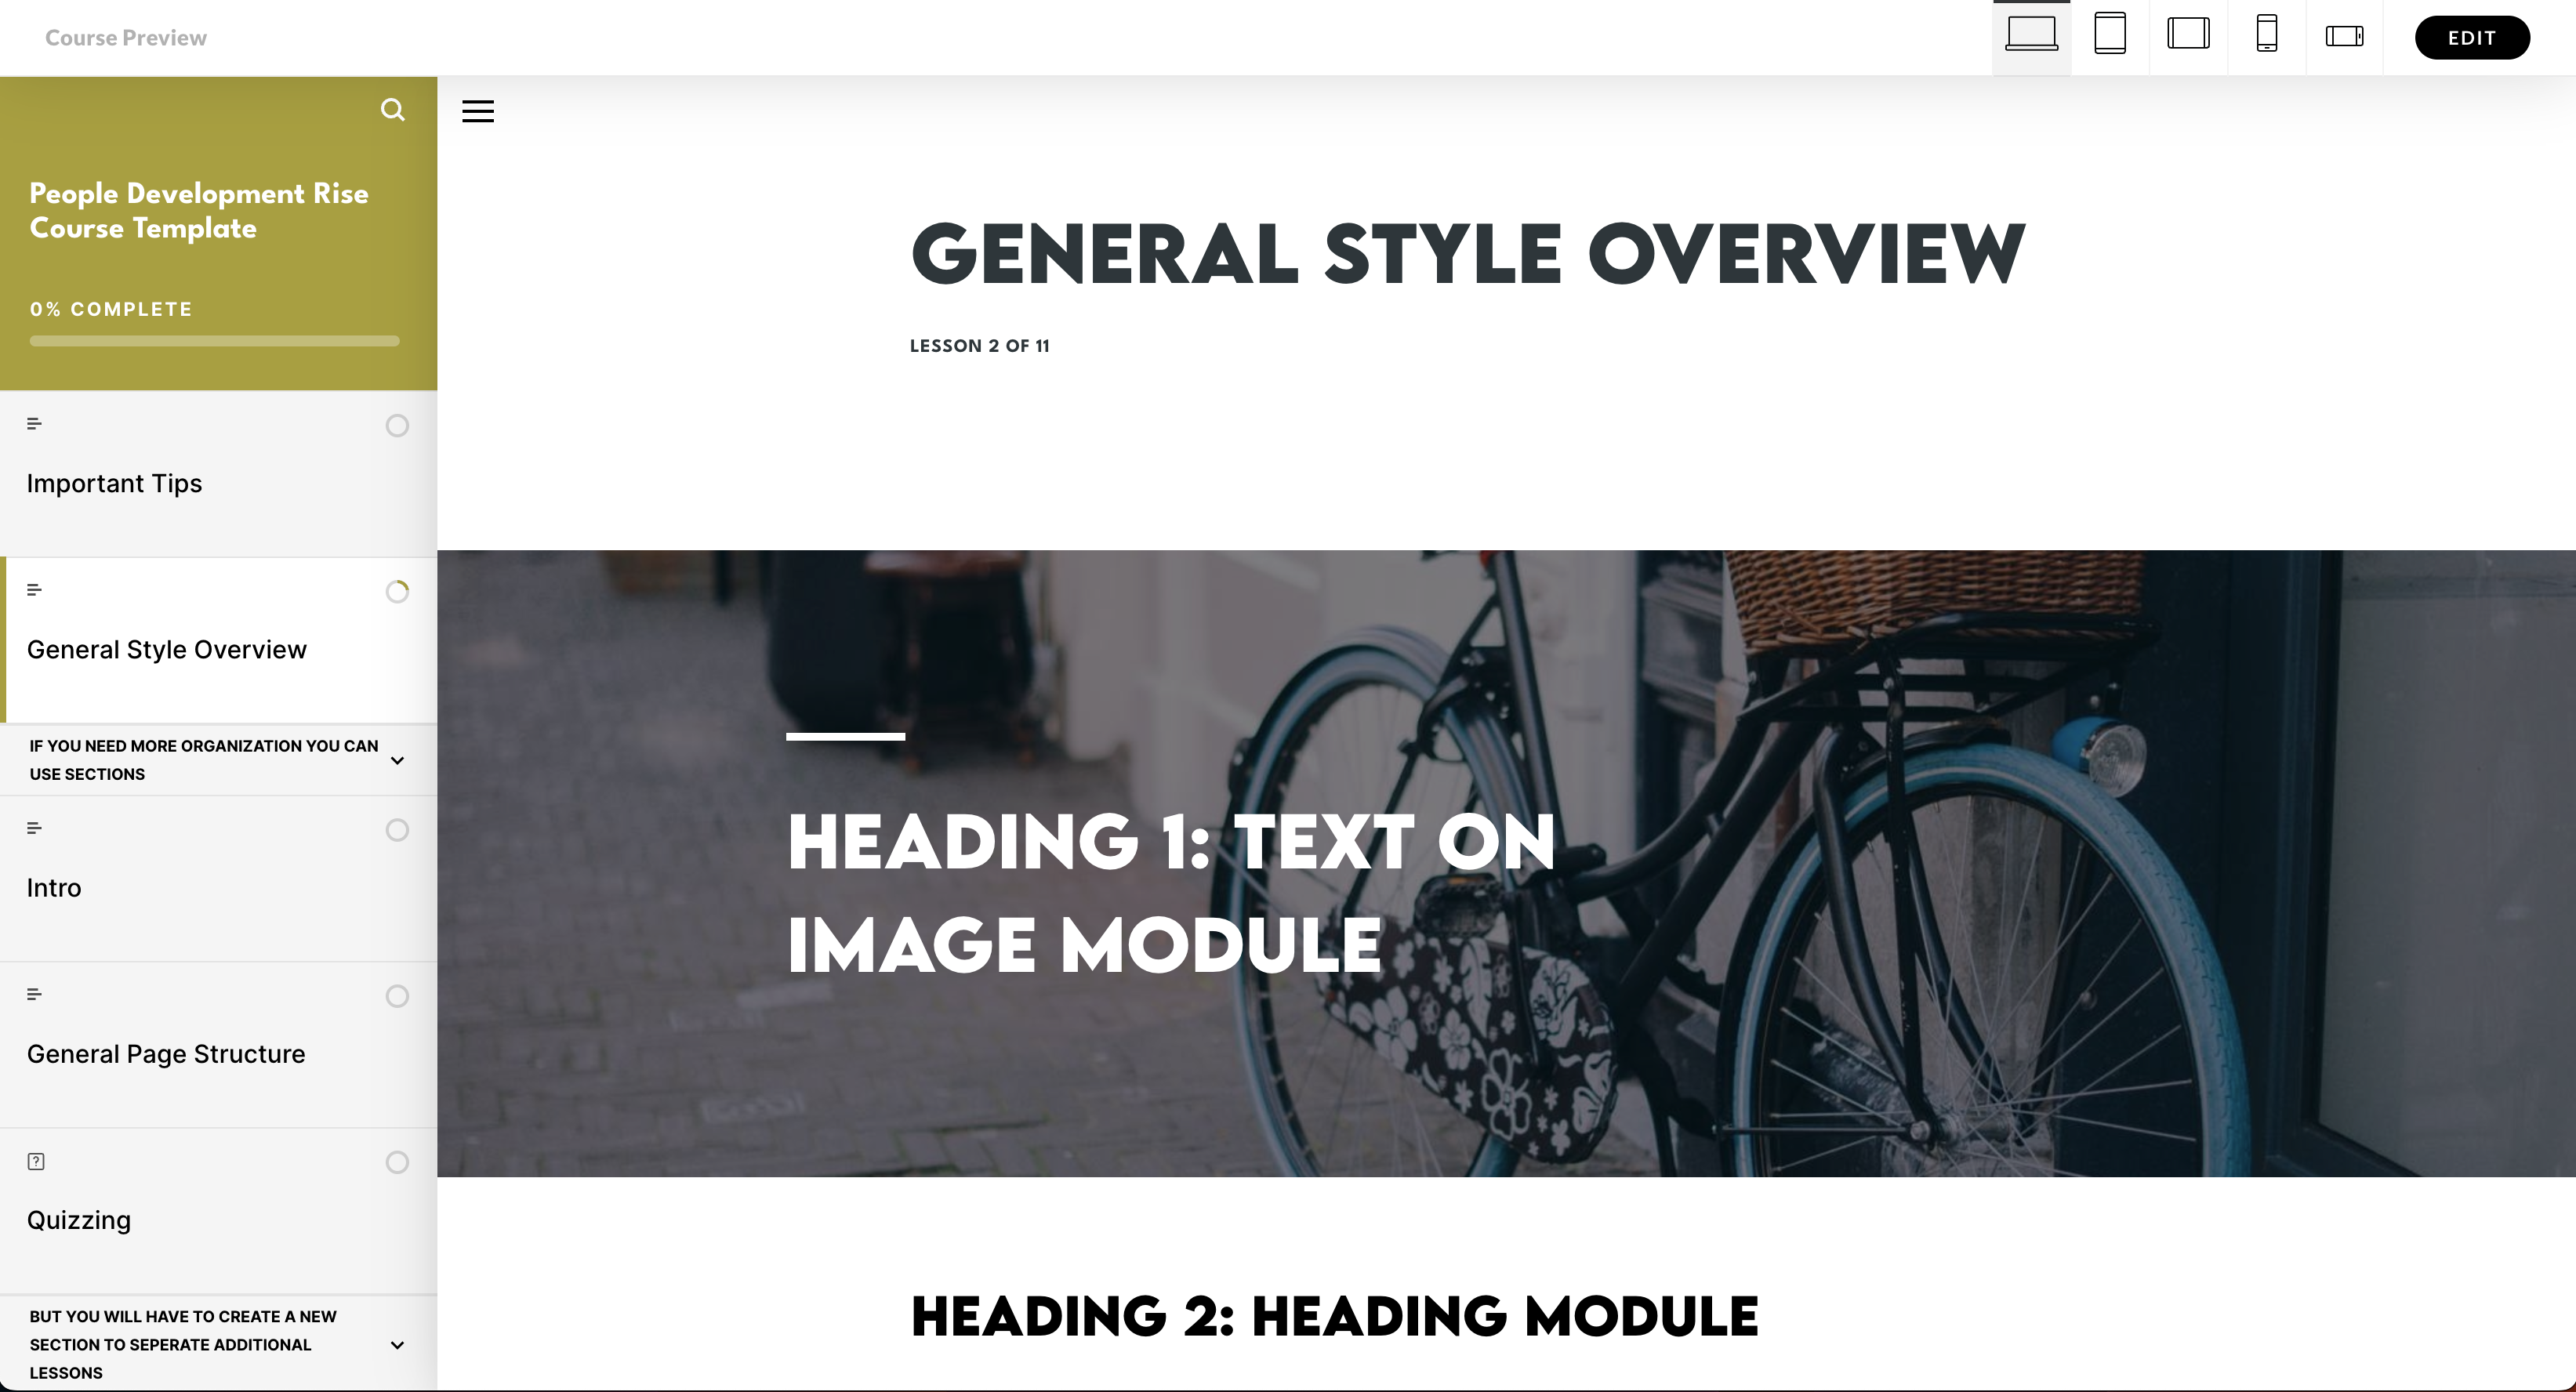 Course Preview
EDIT
People Development Rise
Course Template
0% COMPLETE
Important Tips
General Style Overview
IF YOU NEED MORE ORGANIZATION YOU CAN
USE SECTIONS
Intro
General Page Structure
?
Quizzing
BUT YOU WILL HAVE TO CREATE A NEW
SECTION TO SEPERATE ADDITIONAL
LESSONS
GENERAL STYLE OVERVIEW
LESSON 2 OF 11
HEADING 1: TEXT ON
IMAGE MODULE
HEADING 2: HEADING MODULE